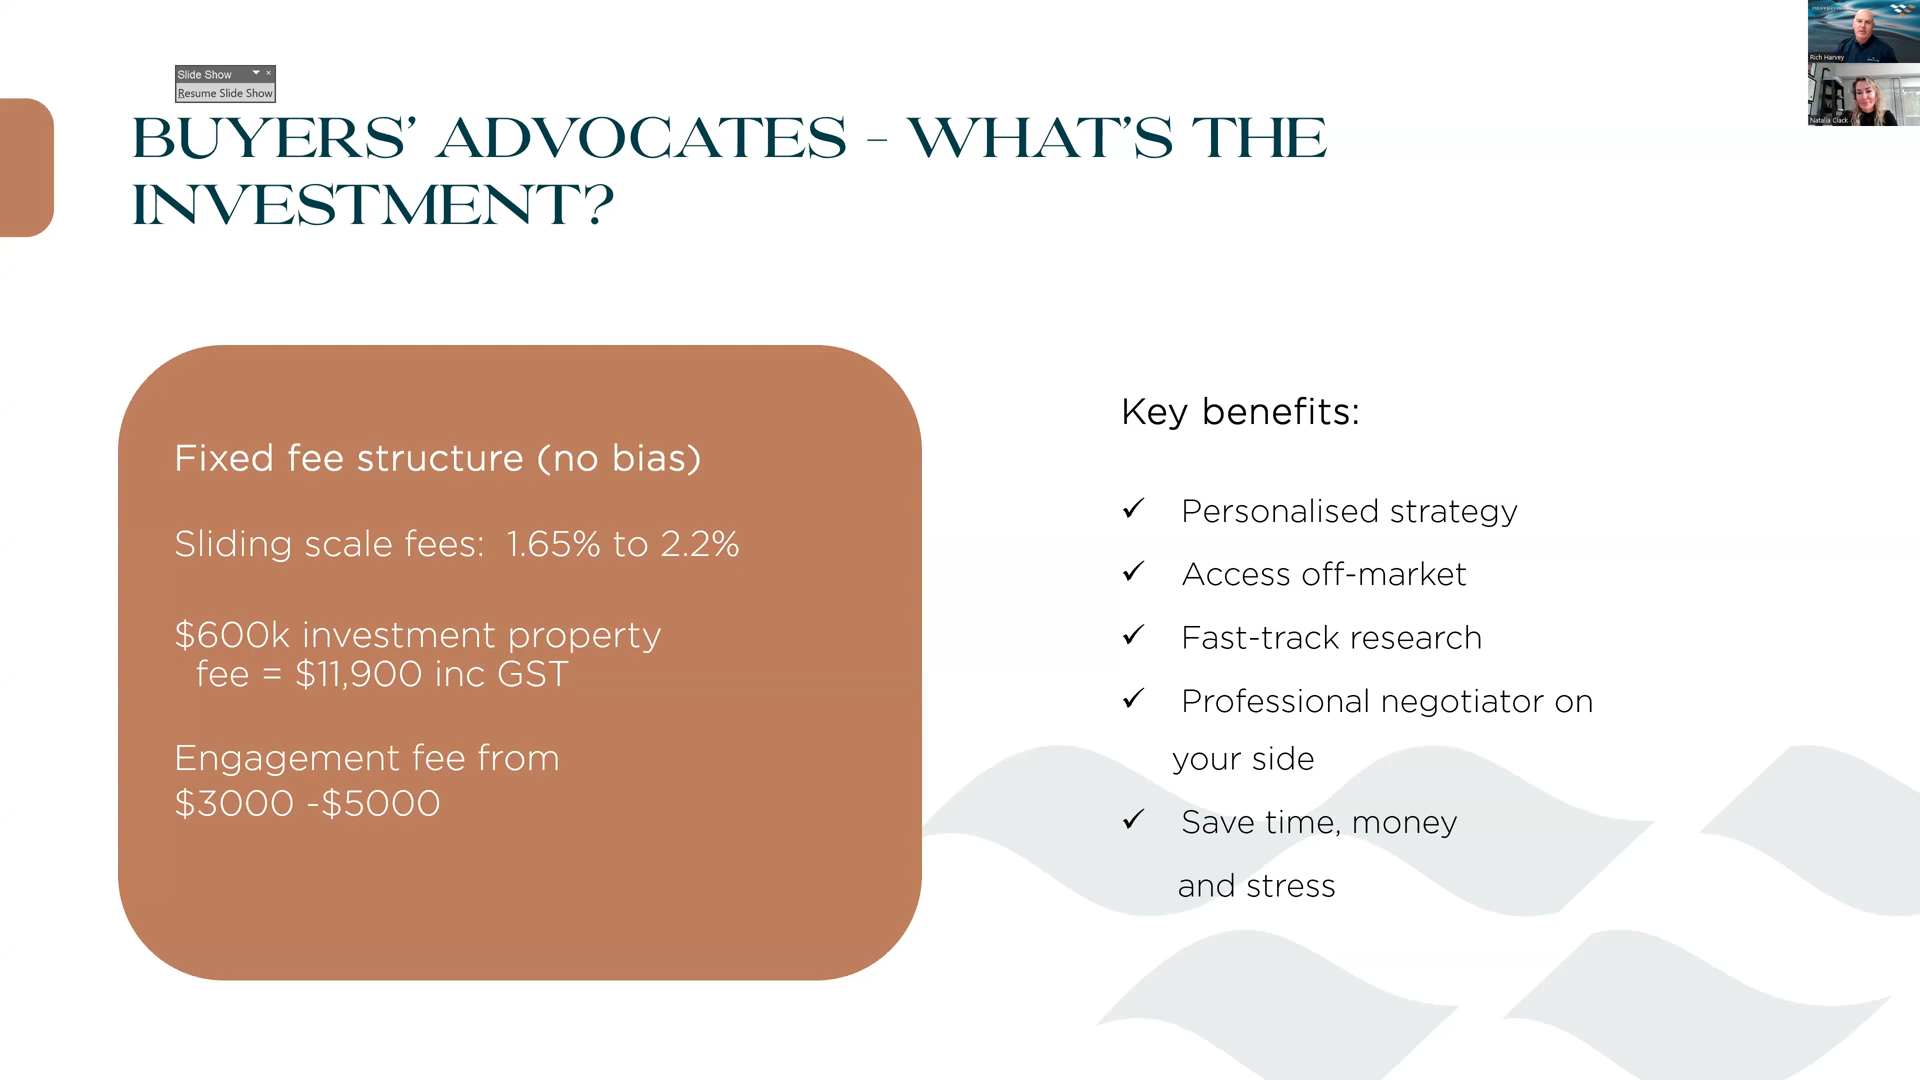 Slide Show
Resume Slide Show
BUYERS’ ADVOCATES – WHAT’S THE
INVESTMENT?
Fixed fee structure (no bias)
Sliding scale fees:  1.65% to 2.2%
$600k investment property
fee = $11,900 inc GST
Engagement fee from
$3000 -$5000
Key benefits:
✓ Personalised strategy
✓ Access off-market
✓ Fast-track research
✓ Professional negotiator on
your side
✓ Save time, money
and stress
Rich Harvey
Natalia Clack